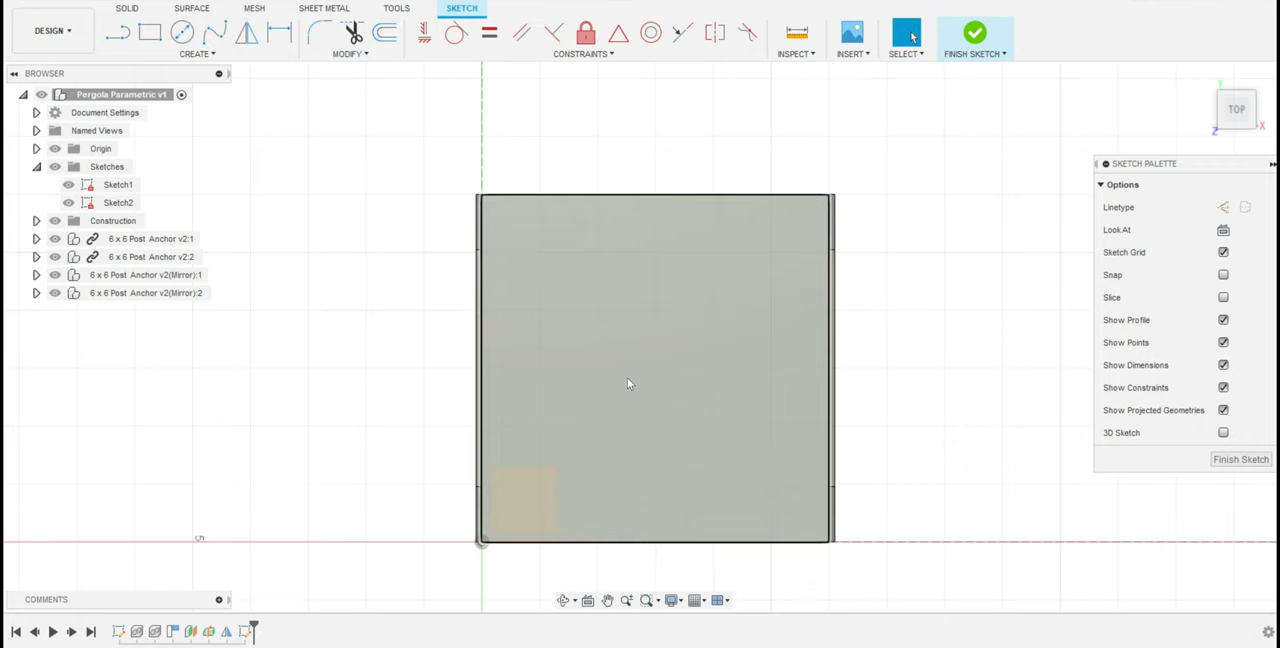 SOLID SURFACE MESH SHEET METAL TOOLS SKETCH
DESIGN
CREATE MODIFY CONSTRAINTS INSPECT INSERT SELECT FINISH SKETCH
BROWSER
Pergola Parametric v1
Document Settings
Named Views
Origin
Sketches
Sketch1
Sketch2
Construction
6 x 6 Post Anchor v2:1
6 x 6 Post Anchor v2:2
6 x 6 Post Anchor v2(Mirror):1
6 x 6 Post Anchor v2(Mirror):2
TOP
Y
X
Z
SKETCH PALETTE
Options
Linetype
Look At
Sketch Grid
Snap
Slice
Show Profile
Show Points
Show Dimensions
Show Constraints
Show Projected Geometries
3D Sketch
Finish Sketch
5
COMMENTS